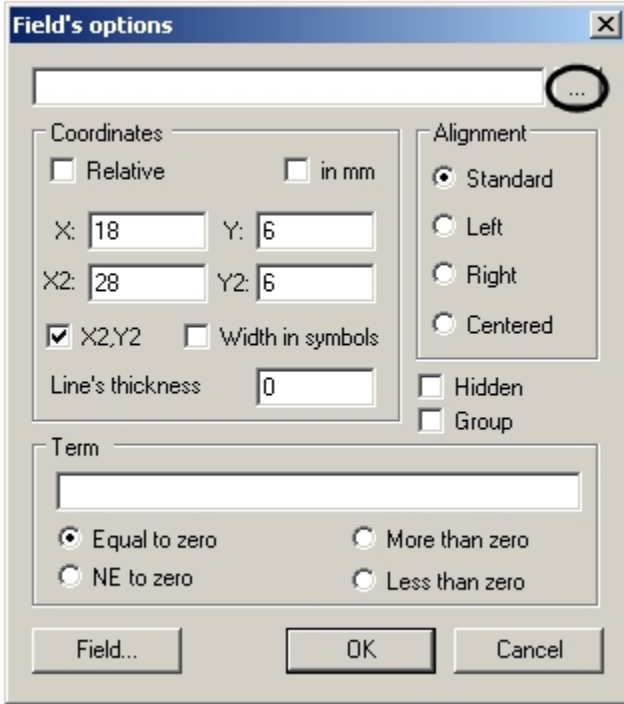 Field's options
...
Coordinates
Relative in mm
X: 18 Y: 6
X2: 28 Y2: 6
X2,Y2 Width in symbols
Line's thickness 0
Alignment
Standard
Left
Right
Centered
Hidden
Group
Term
Equal to zero More than zero
NE to zero Less than zero
Field... OK Cancel